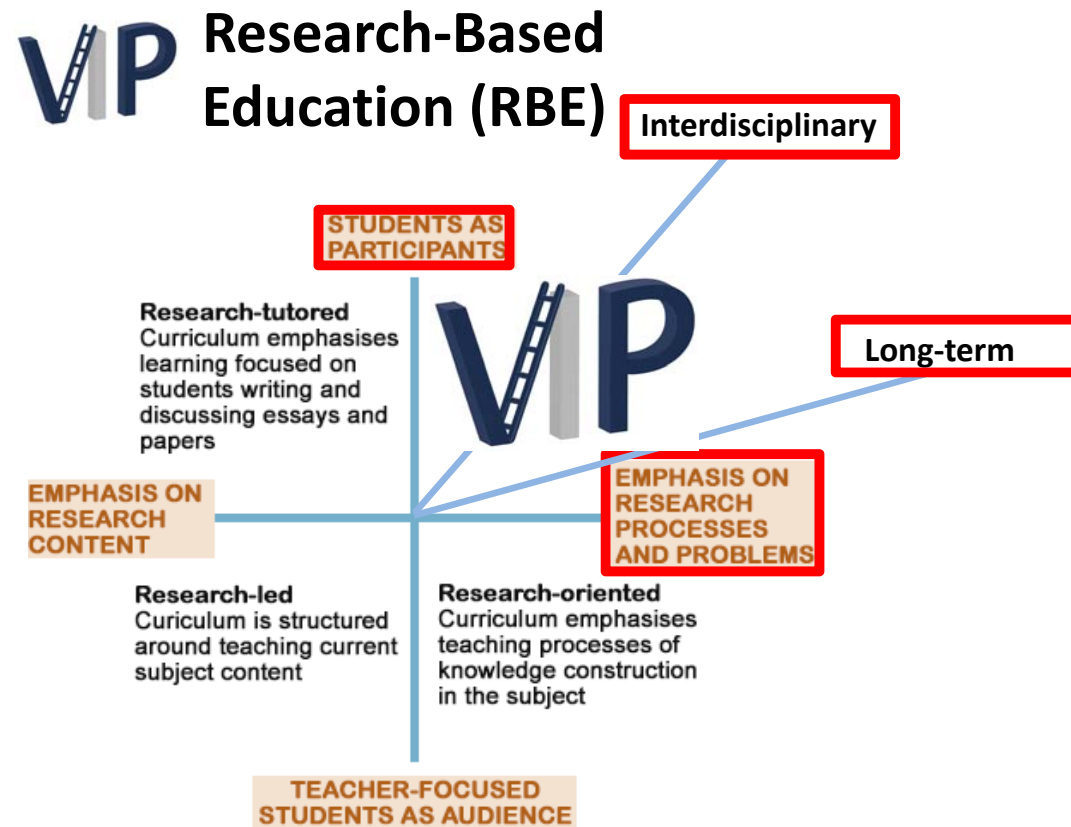 VIP
Research-Based
Education (RBE)
Interdisciplinary
STUDENTS AS
PARTICIPANTS
Research-tutored
Curriculum emphasises
learning focused on
students writing and
discussing essays and
papers
VIP
Long-term
EMPHASIS ON
RESEARCH
CONTENT
EMPHASIS ON
RESEARCH
PROCESSES
AND PROBLEMS
Research-led
Curiculum is structured
around teaching current
subject content
Research-oriented
Curriculum emphasises
teaching processes of
knowledge construction
in the subject
TEACHER-FOCUSED
STUDENTS AS AUDIENCE